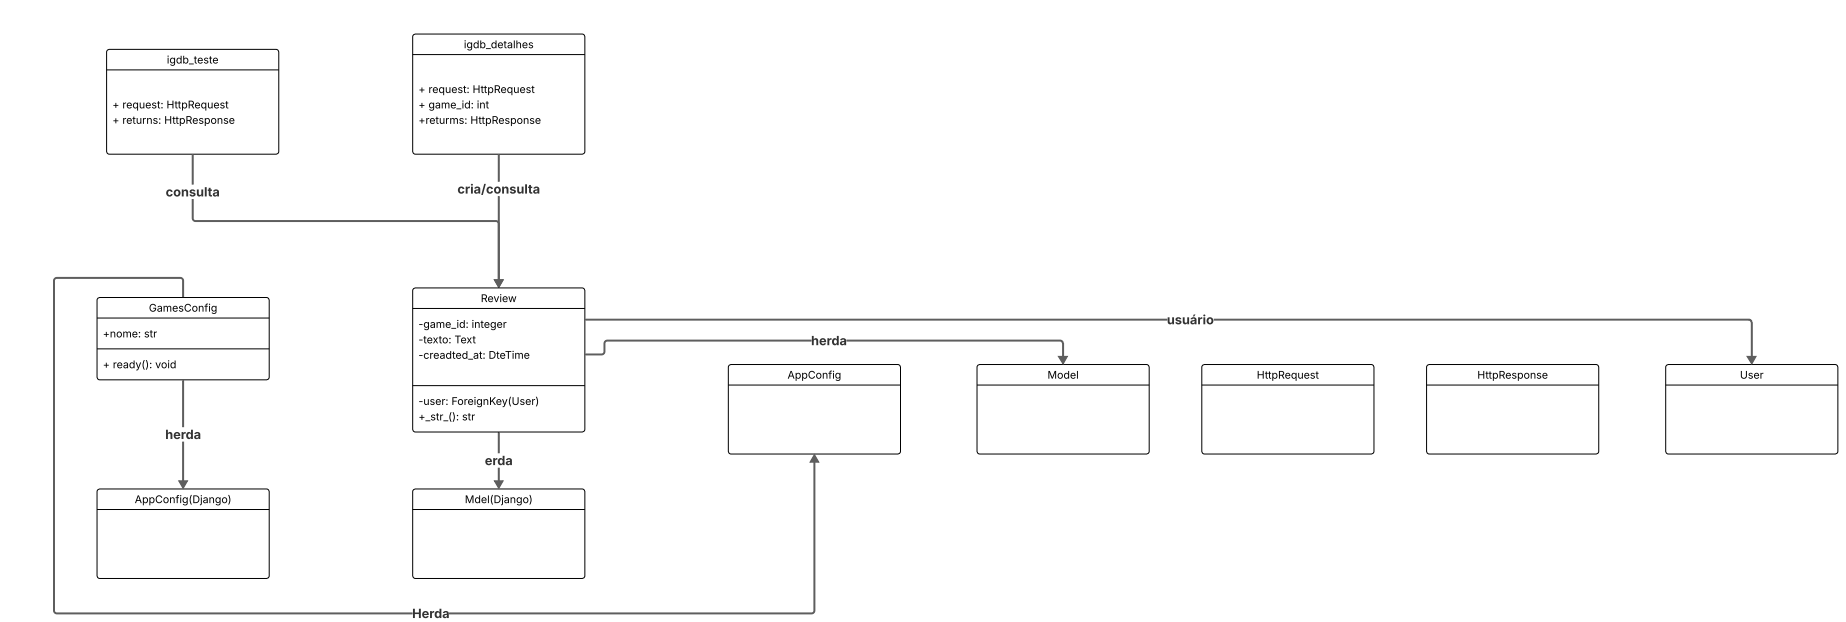 igdb_teste
+ request: HttpRequest
+ returns: HttpResponse
igdb_detalhes
+ request: HttpRequest
+ game_id: int
+returms: HttpResponse
consulta
cria/consulta
GamesConfig
+nome: str
+ ready(): void
Review
-game_id: integer
-texto: Text
-creadted_at: DteTime
-user: ForeignKey(User)
+_str_(): str
usuário
herda
AppConfig
Model
HttpRequest
HttpResponse
User
herda
erda
AppConfig(Django)
Mdel(Django)
Herda